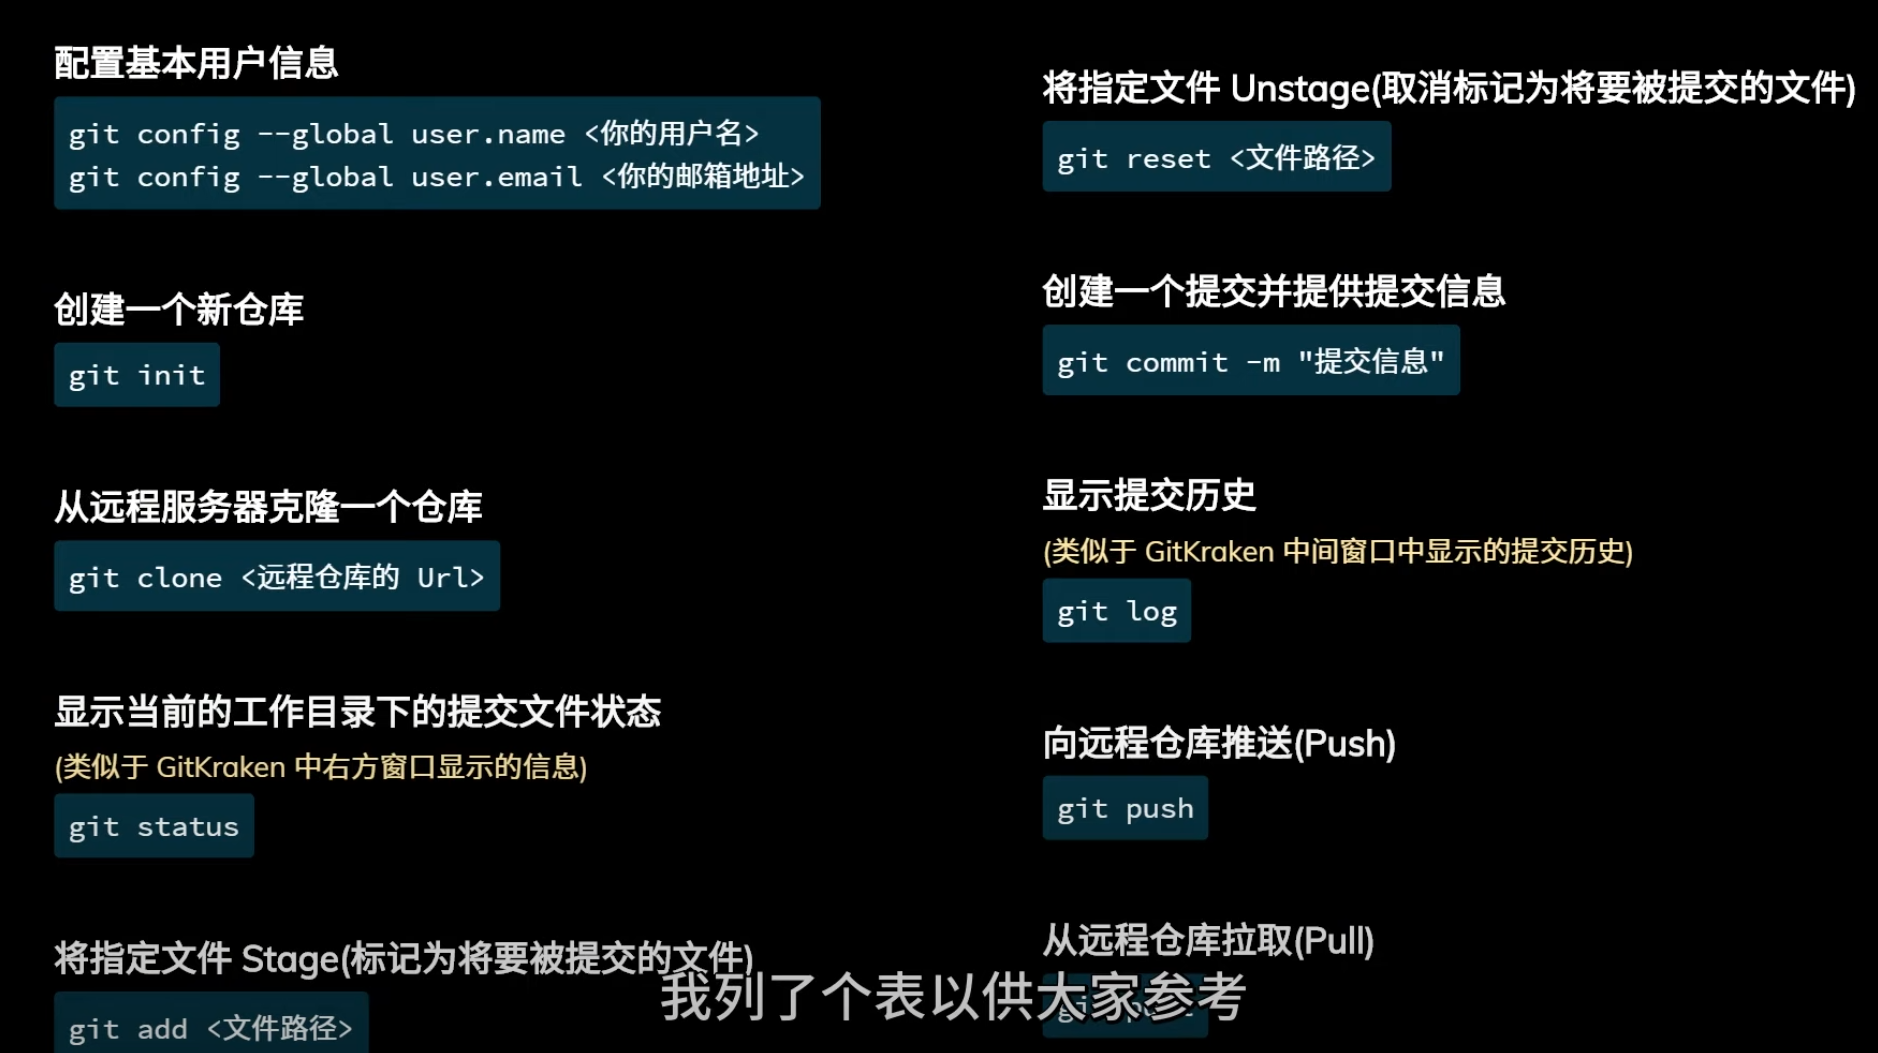 配置基本用户信息
git config --global user.name <你的用户名>
git config --global user.email <你的邮箱地址>
创建一个新仓库
git init
从远程服务器克隆一个仓库
git clone <远程仓库的 Url>
显示当前的工作目录下的提交文件状态
(类似于 GitKraken 中右方窗口显示的信息)
git status
将指定文件 Stage(标记为将要被提交的文件)
git add <文件路径>
将指定文件 Unstage(取消标记为将要被提交的文件)
git reset <文件路径>
创建一个提交并提供提交信息
git commit -m "提交信息"
显示提交历史
(类似于 GitKraken 中间窗口中显示的提交历史)
git log
向远程仓库推送(Push)
git push
从远程仓库拉取(Pull)
我列了个表以供大家参考